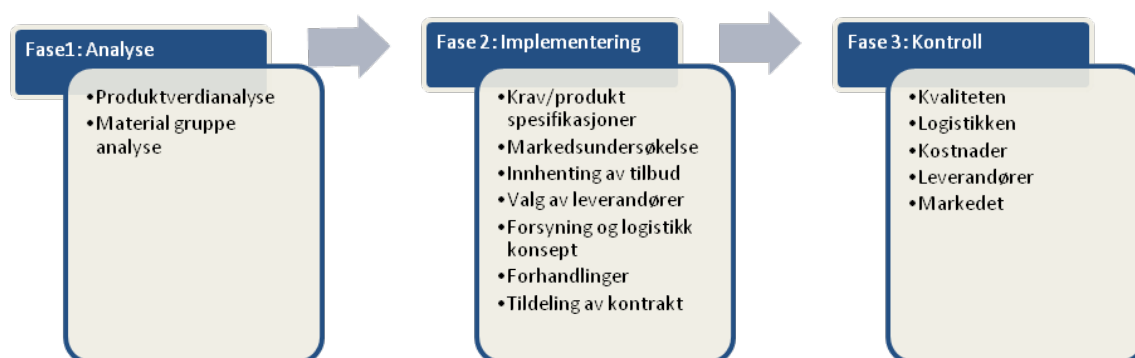 Fase1: Analyse
•Produktverdianalyse
•Material gruppe
analyse
Fase 2: Implementering
•Krav/produkt
spesifikasjoner
•Markedsundersøkelse
•Innhenting av tilbud
•Valg av leverandører
•Forsyning og logistikk
konsept
•Forhandlinger
•Tildeling av kontrakt
Fase 3: Kontroll
•Kvaliteten
•Logistikken
•Kostnader
•Leverandører
•Markedet